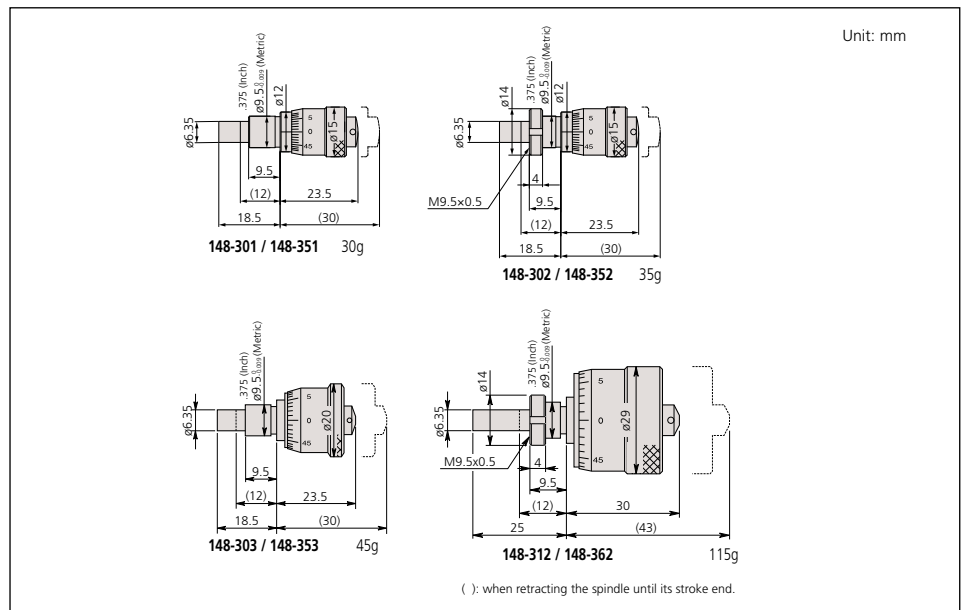 Unit: mm
ø6.35
.375 (Inch)
ø9.5 0 -0.009 (Metric)
ø12
5
0
45
ø15
9.5
(12)
23.5
18.5
(30)
148-301 / 148-351 30g
ø6.35
ø14
.375 (Inch)
ø9.5 0 -0.009 (Metric)
ø12
5
0
45
ø15
M9.5×0.5
4
9.5
(12)
23.5
18.5
(30)
148-302 / 148-352 35g
ø6.35
.375 (Inch)
ø9.5 0 -0.009 (Metric)
5
0
45
ø20
9.5
(12)
23.5
18.5
(30)
148-303 / 148-353 45g
ø6.35
ø14
.375 (Inch)
ø9.5 0 -0.009 (Metric)
5
0
45
ø29
M9.5x0.5
4
9.5
(12)
30
25
(43)
148-312 / 148-362 115g
( ): when retracting the spindle until its stroke end.